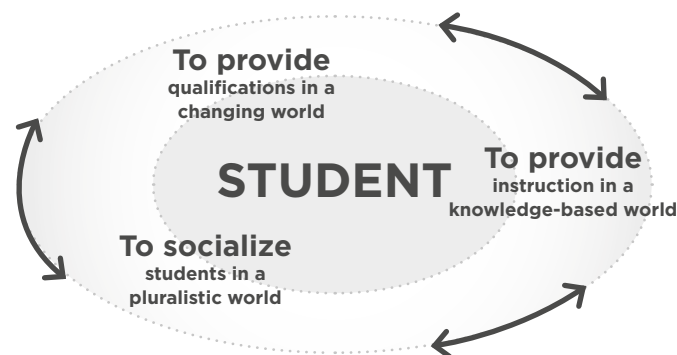 To provide
qualifications in a
changing world
STUDENT
To provide
instruction in a
knowledge-based world
To socialize
students in a
pluralistic world